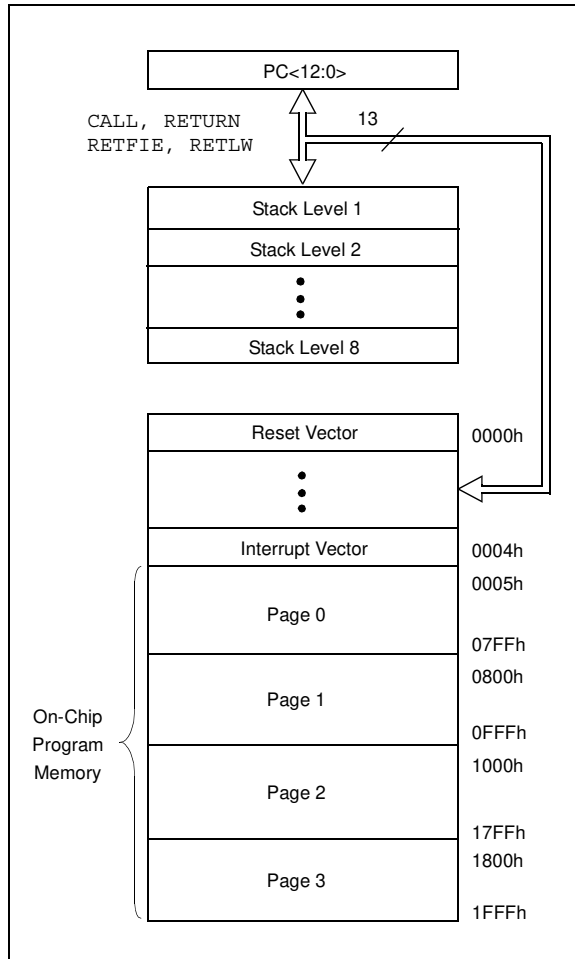 PC<12:0>
CALL, RETURN
RETFIE, RETLW
13
Stack Level 1
Stack Level 2
Stack Level 8
Reset Vector
0000h
Interrupt Vector
0004h
0005h
Page 0
07FFh
0800h
Page 1
0FFFh
On-Chip
Program
Memory
1000h
Page 2
17FFh
1800h
Page 3
1FFFh